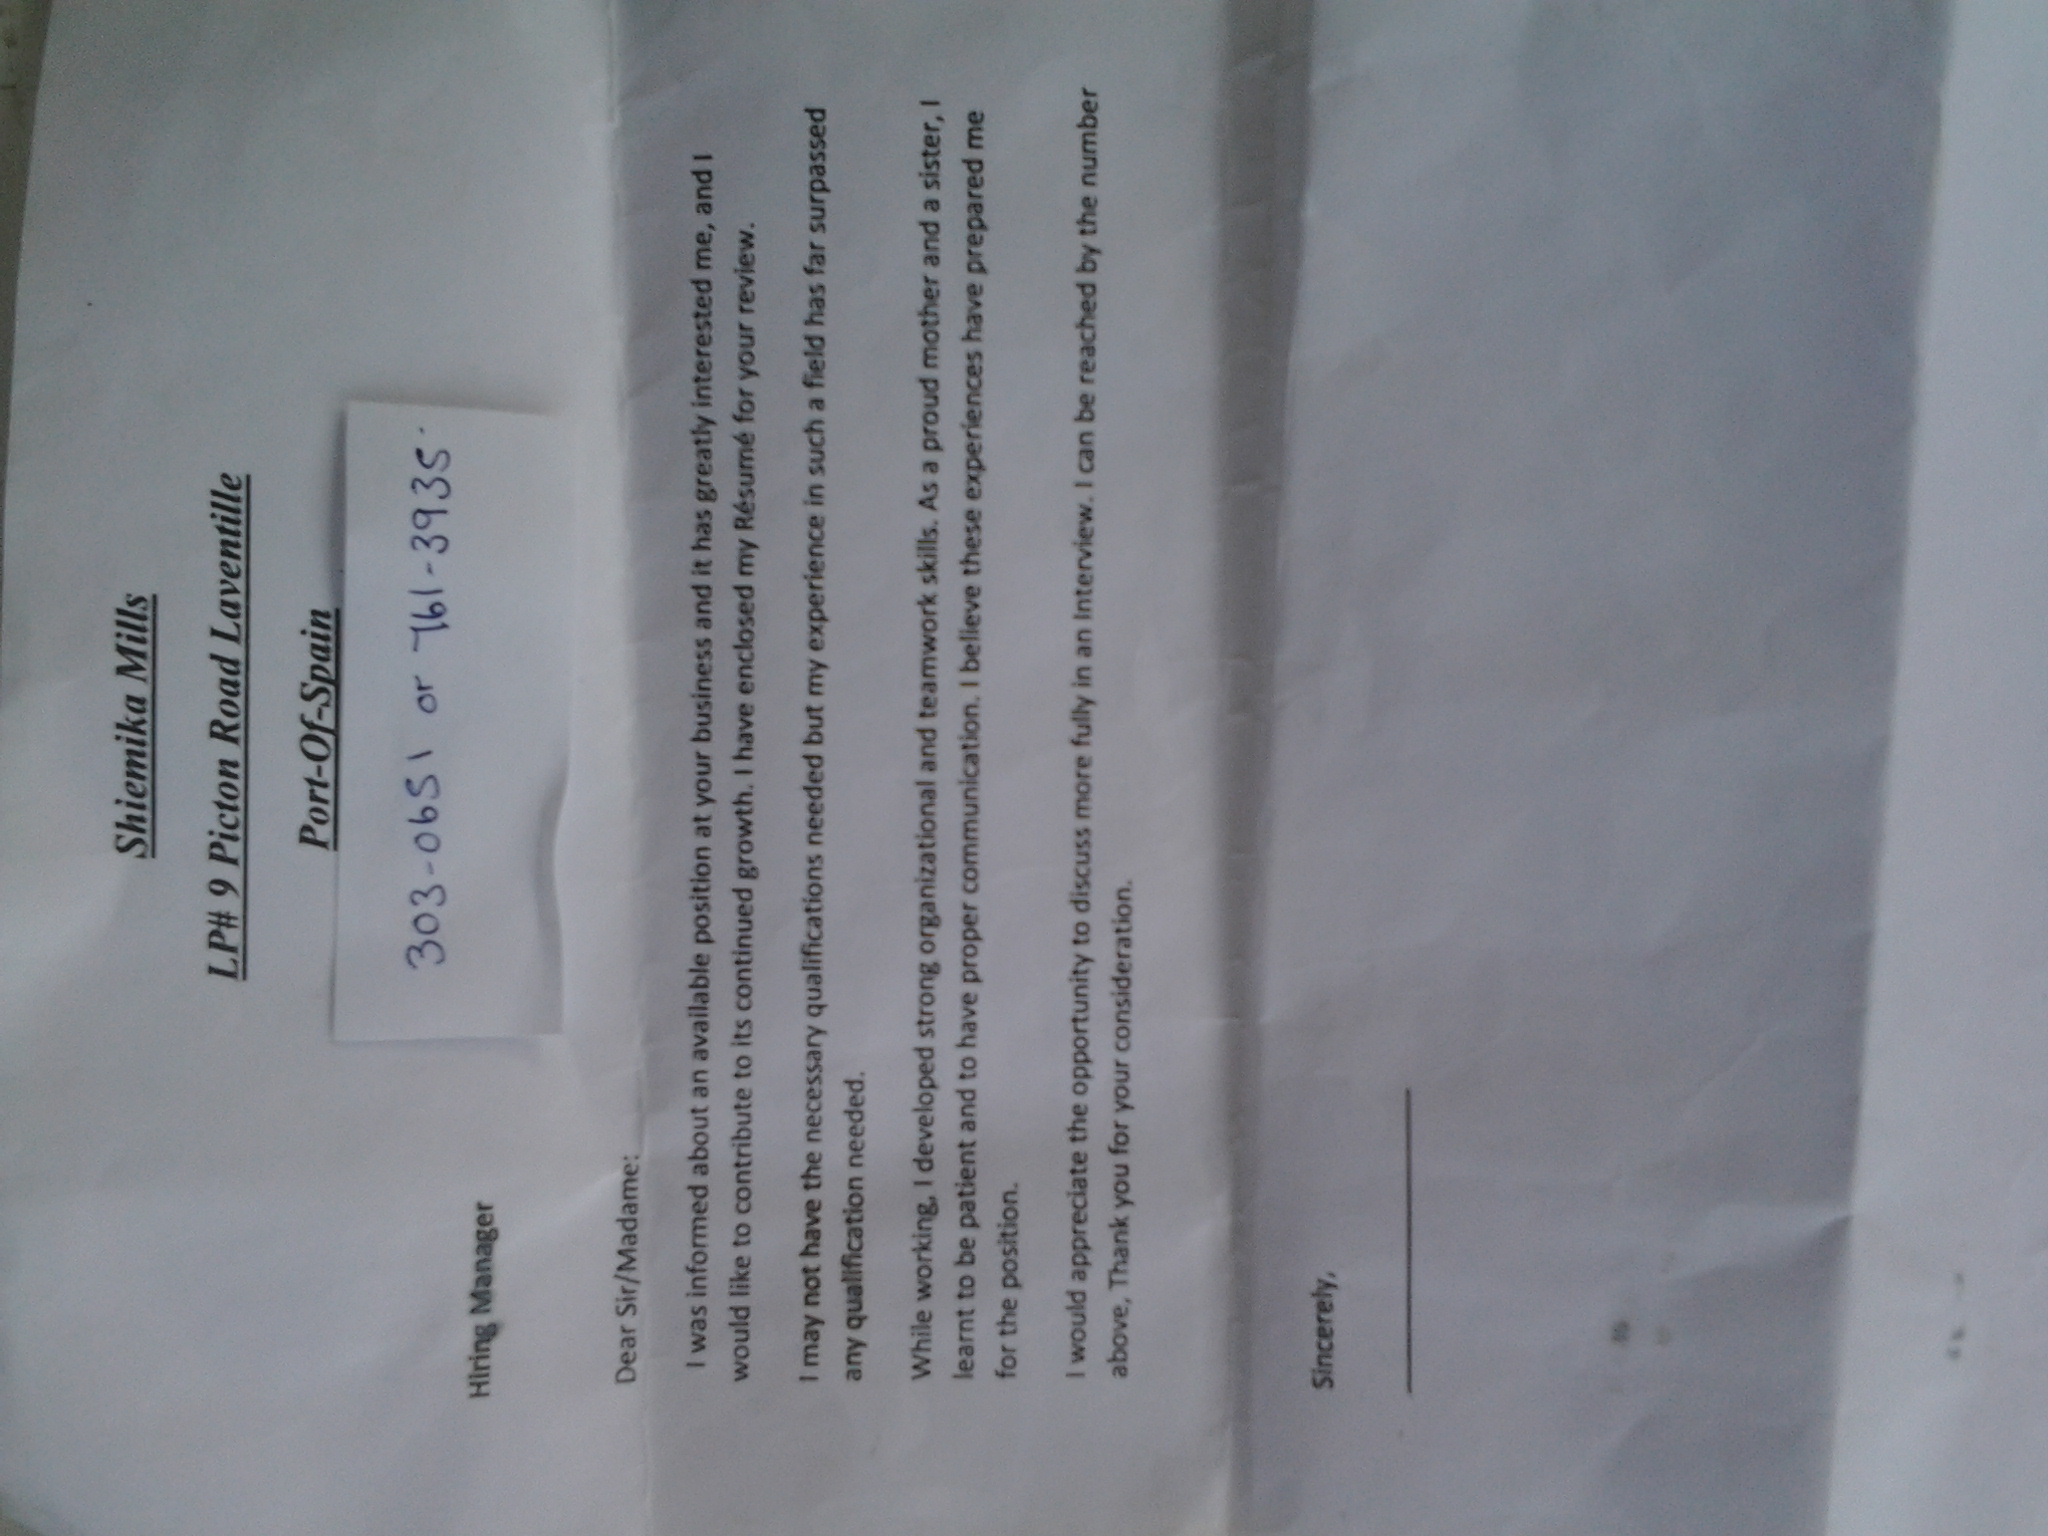 Shiemika Mills
LP# 9 Picton Road Laventille
Port-Of-Spain
303-0651 or 761-3935
Hiring Manager
Dear Sir/Madame:
I was informed about an available position at your business and it has greatly interested me, and I
would like to contribute to its continued growth. I have enclosed my Résumé for your review.
I may not have the necessary qualifications needed but my experience in such a field has far surpassed
any qualification needed.
While working, I developed strong organizational and teamwork skills. As a proud mother and a sister, I
learnt to be patient and to have proper communication. I believe these experiences have prepared me
for the position.
I would appreciate the opportunity to discuss more fully in an Interview. I can be reached by the number
above, Thank you for your consideration.
Sincerely,